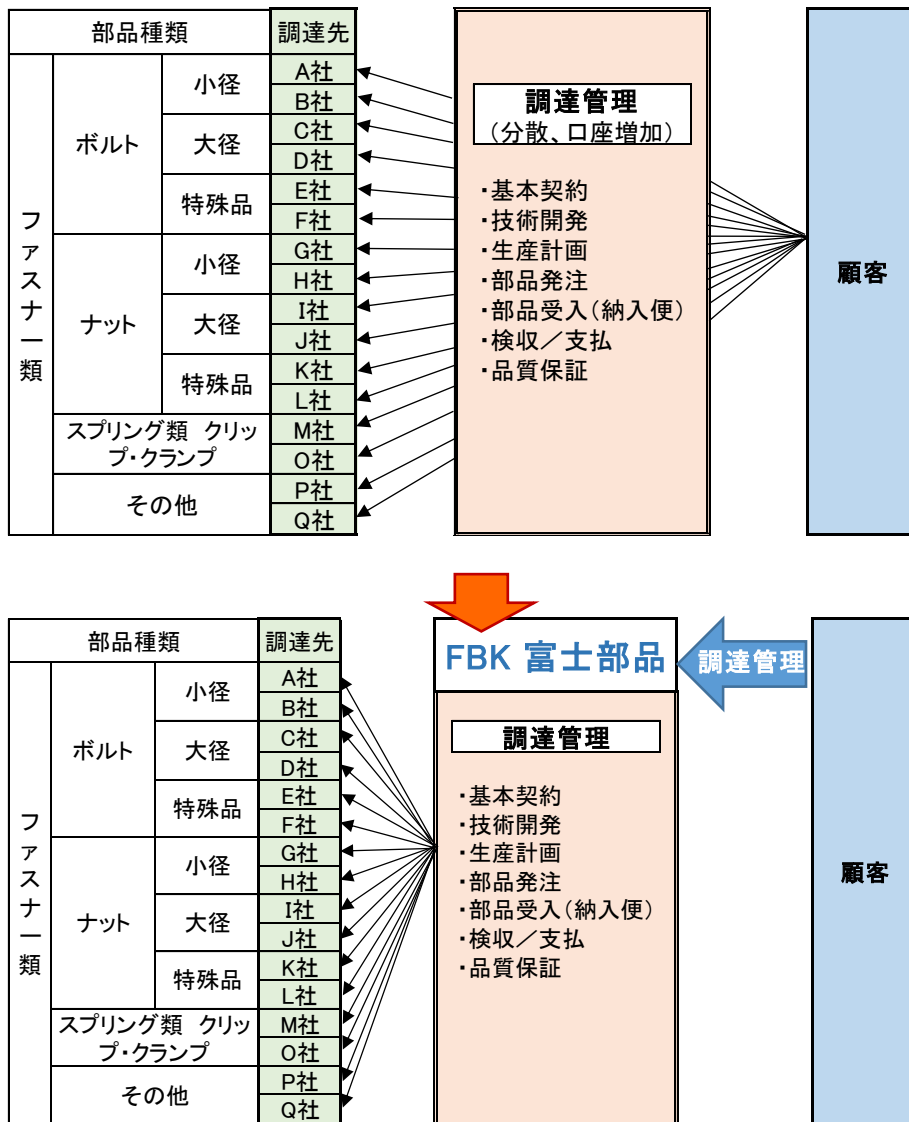 部品種類
調達先
ファスナー類
ボルト
小径
A社
B社
大径
C社
D社
特殊品
E社
F社
ナット
小径
G社
H社
大径
I社
J社
特殊品
K社
L社
スプリング類 クリッ
プ・クランプ
M社
O社
その他
P社
Q社
調達管理
(分散、口座増加)
・基本契約
・技術開発
・生産計画
・部品発注
・部品受入(納入便)
・検収/支払
・品質保証
顧客
部品種類
調達先
ファスナー類
ボルト
小径
A社
B社
大径
C社
D社
特殊品
E社
F社
ナット
小径
G社
H社
大径
I社
J社
特殊品
K社
L社
スプリング類 クリッ
プ・クランプ
M社
O社
その他
P社
Q社
FBK 富士部品
調達管理
調達管理
・基本契約
・技術開発
・生産計画
・部品発注
・部品受入(納入便)
・検収/支払
・品質保証
顧客